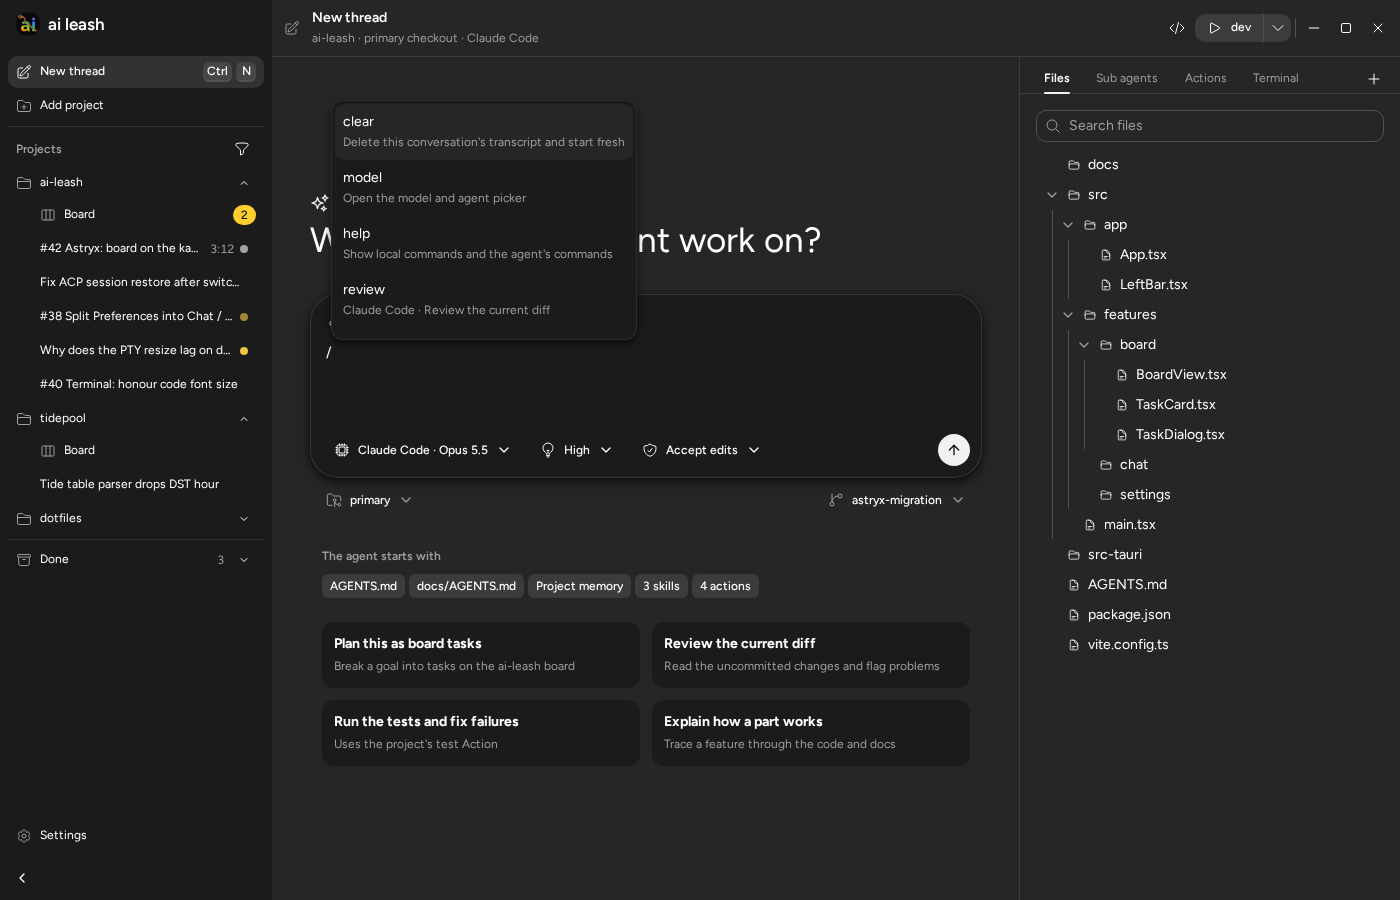 ai leash
New thread Ctrl N
Add project
Projects
ai-leash
Board 2
#42 Astryx: board on the ka... 3:12
Fix ACP session restore after switc...
#38 Split Preferences into Chat / ...
Why does the PTY resize lag on d...
#40 Terminal: honour code font size
tidepool
Board
Tide table parser drops DST hour
dotfiles
Done 3
Settings
New thread
ai-leash · primary checkout · Claude Code
dev
clear
Delete this conversation's transcript and start fresh
model
Open the model and agent picker
help
Show local commands and the agent's commands
review
Claude Code · Review the current diff
nt work on?
/
Claude Code · Opus 5.5 High Accept edits
primary astryx-migration
The agent starts with
AGENTS.md docs/AGENTS.md Project memory 3 skills 4 actions
Plan this as board tasks
Break a goal into tasks on the ai-leash board
Review the current diff
Read the uncommitted changes and flag problems
Run the tests and fix failures
Uses the project's test Action
Explain how a part works
Trace a feature through the code and docs
Files Sub agents Actions Terminal
Search files
docs
src
app
App.tsx
LeftBar.tsx
features
board
BoardView.tsx
TaskCard.tsx
TaskDialog.tsx
chat
settings
main.tsx
src-tauri
AGENTS.md
package.json
vite.config.ts